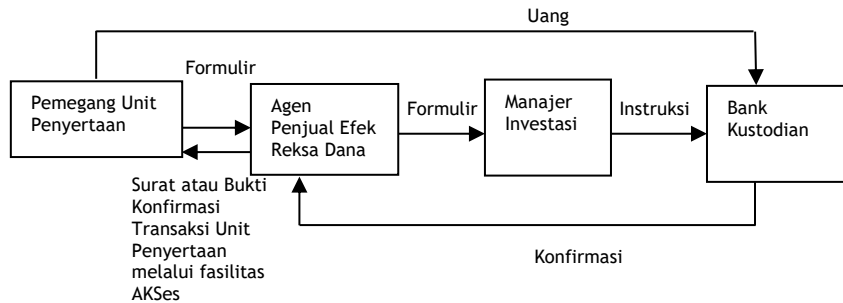 Uang
Formulir
Pemegang Unit
Penyertaan
Agen
Penjual Efek
Reksa Dana
Formulir
Manajer
Investasi
Instruksi
Bank
Kustodian
Surat atau Bukti
Konfirmasi
Transaksi Unit
Penyertaan
melalui fasilitas
AKSes
Konfirmasi